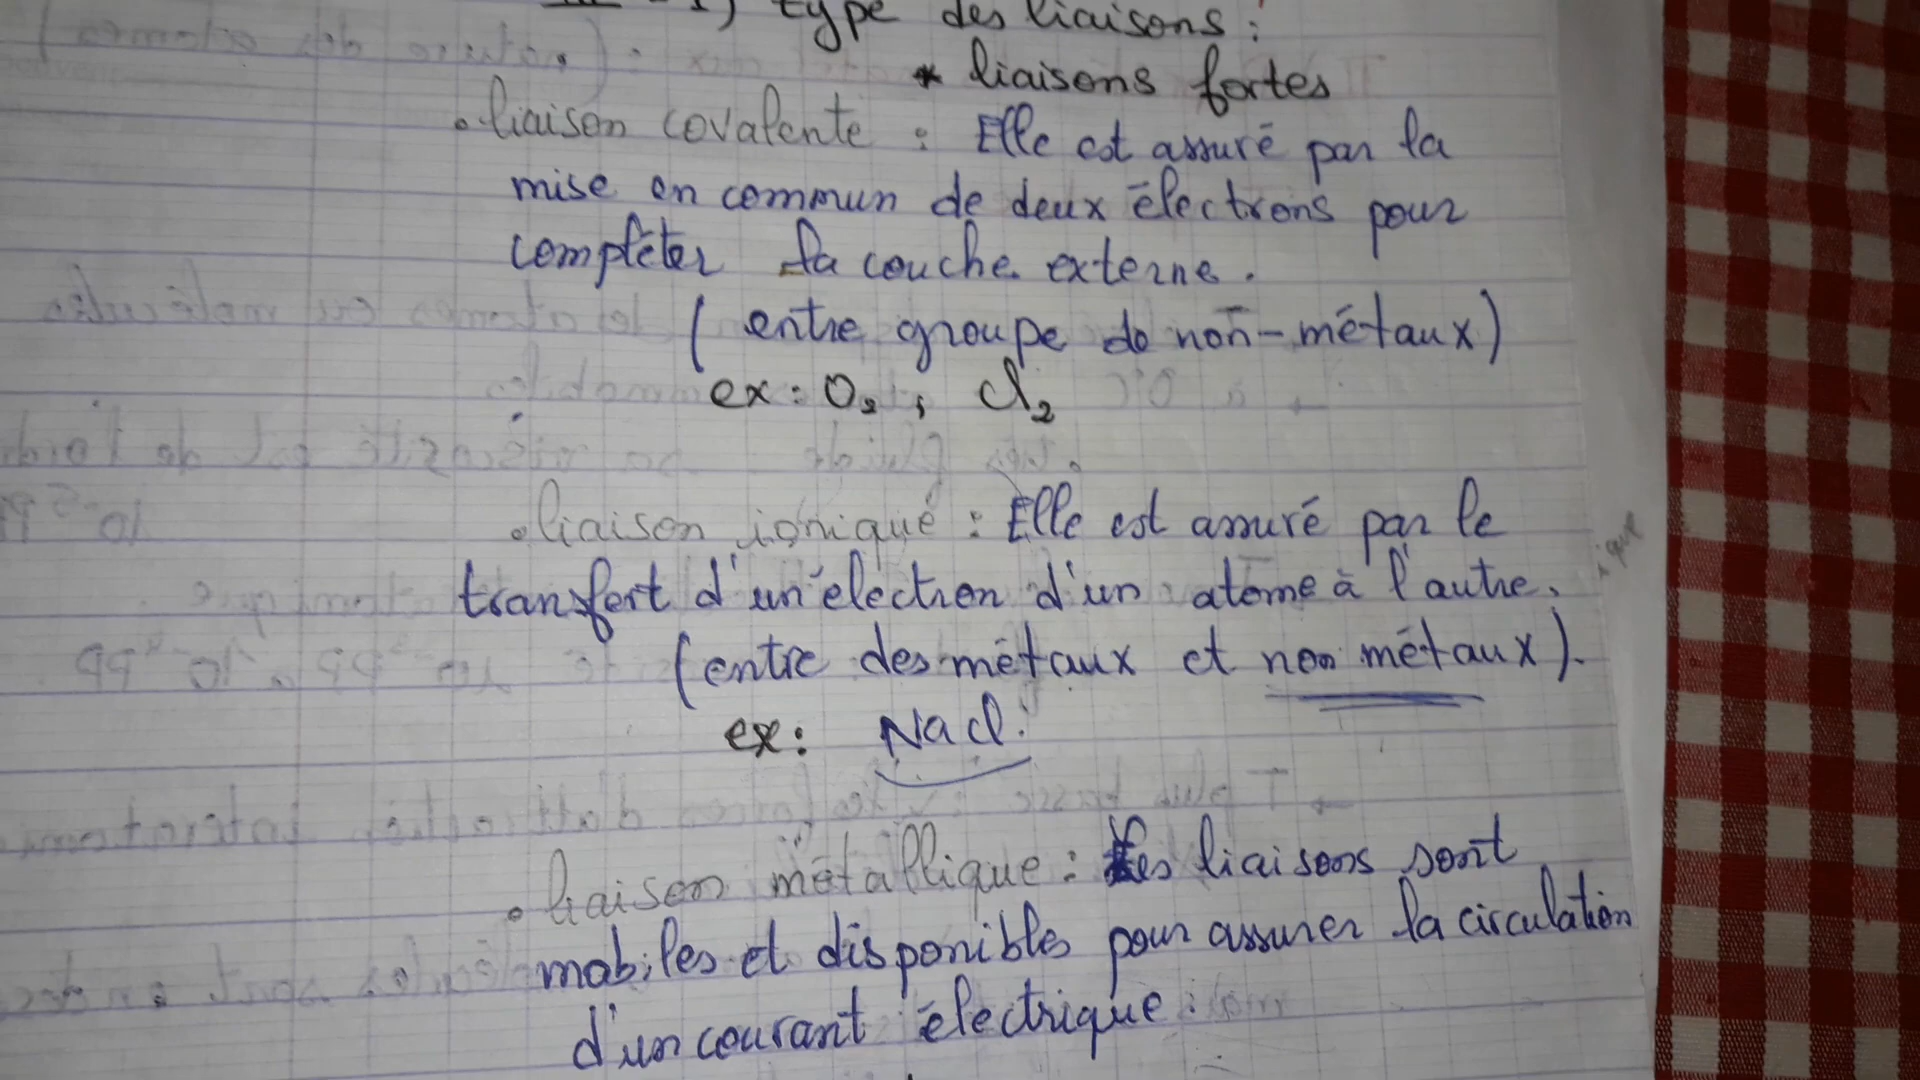 1) type des liaisons :
* liaisons fortes
• liaison covalente : Elle est assuré par la
mise en commun de deux électrons pour
compléter la couche externe.
( entre groupe de non-métaux)
ex : O2 , Cl2
• liaison ionique : Elle est assuré par le
transfert d'un électron d'un atome à l'autre.
(entre des métaux et non métaux).
ex : NaCl.
• liaison métallique : les liaisons sont
mobiles et disponibles pour assurer la circulation
d'un courant électrique.